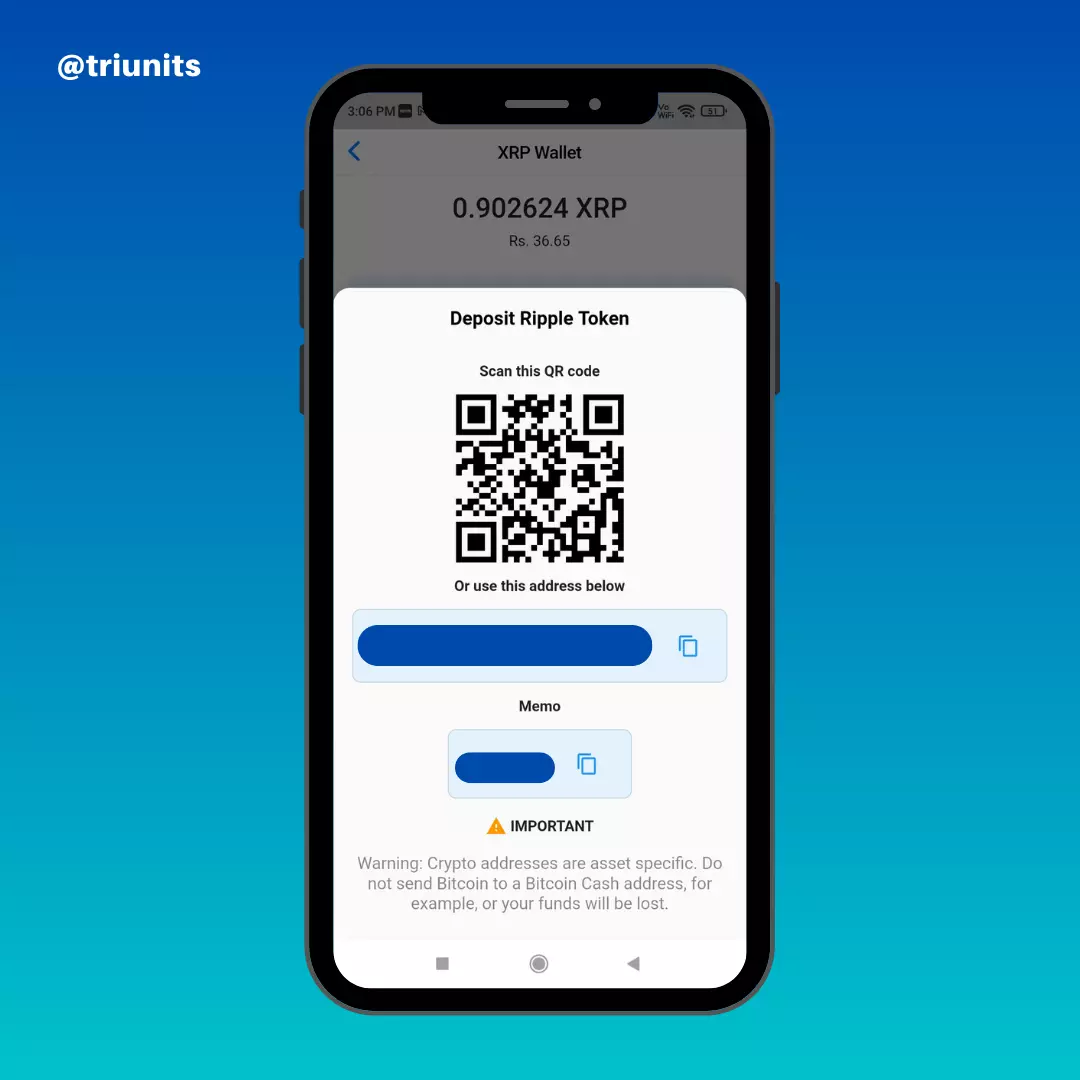 @triunits
3:06 PM
Vo
WiFi
51
XRP Wallet
0.902624 XRP
Rs. 36.65
Deposit Ripple Token
Scan this QR code
Or use this address below
Memo
IMPORTANT
Warning: Crypto addresses are asset specific. Do
not send Bitcoin to a Bitcoin Cash address, for
example, or your funds will be lost.